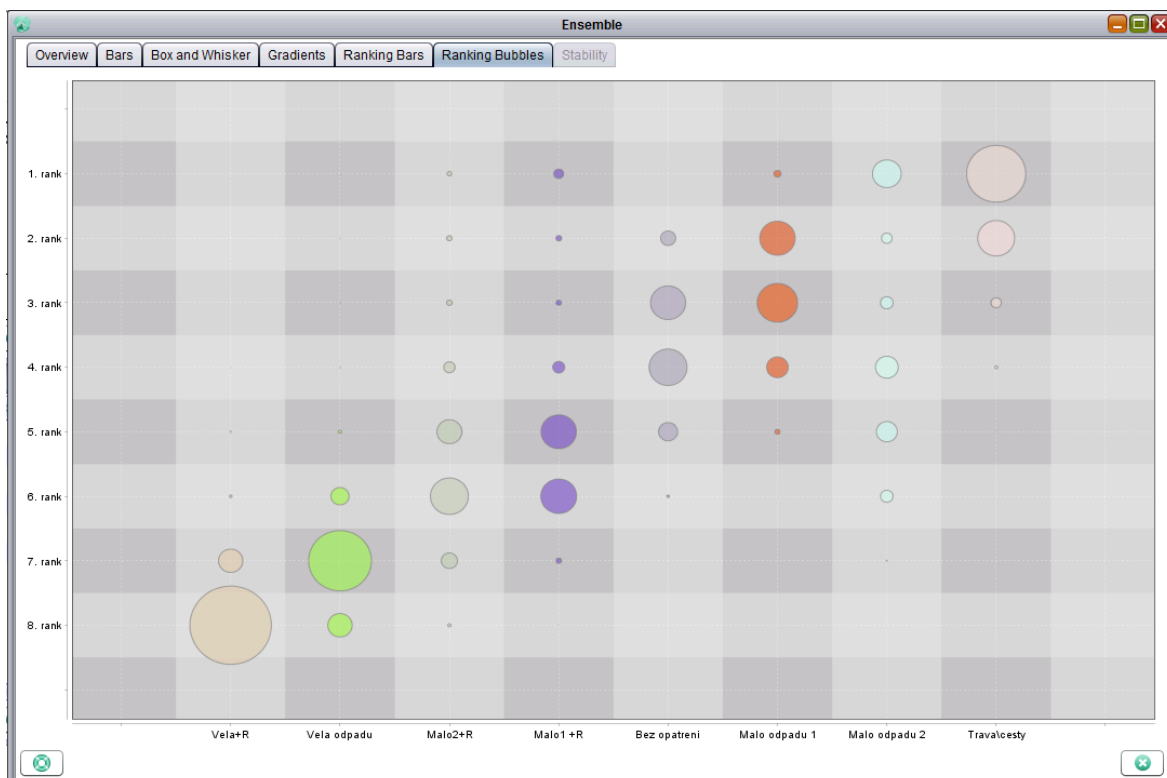 Ensemble
Overview Bars Box and Whisker Gradients Ranking Bars Ranking Bubbles Stability
1. rank
2. rank
3. rank
4. rank
5. rank
6. rank
7. rank
8. rank
Vela+R Vela odpadu Malo2+R Malo1 +R Bez opatreni Malo odpadu 1 Malo odpadu 2 Trava\cesty